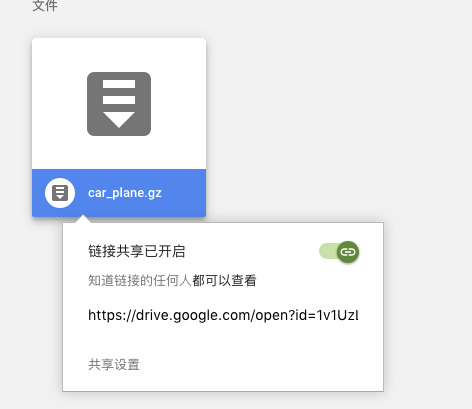 文件
car_plane.gz
链接共享已开启
知道链接的任何人都可以查看
https://drive.google.com/open?id=1v1UzL
共享设置